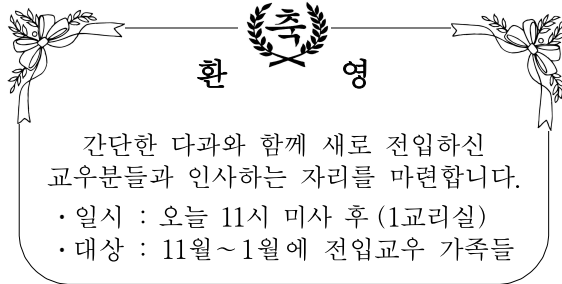 축
환 영
간단한 다과와 함께 새로 전입하신
교우분들과 인사하는 자리를 마련합니다.
· 일시 : 오늘 11시 미사 후 (1교리실)
· 대상 : 11월~1월에 전입교우 가족들